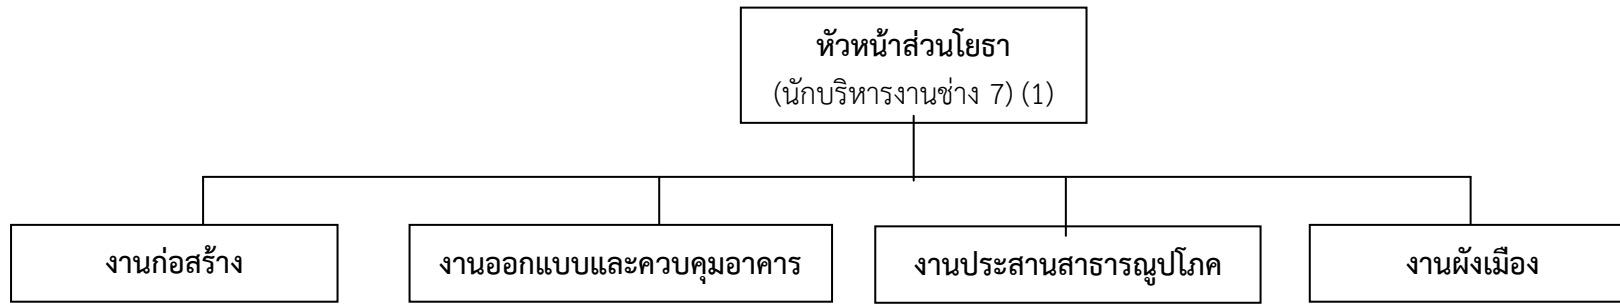 หัวหน้าส่วนโยธา
(นักบริหารงานช่าง 7) (1)
งานก่อสร้าง
งานออกแบบและควบคุมอาคาร
งานประสานสาธารณูปโภค
งานผังเมือง